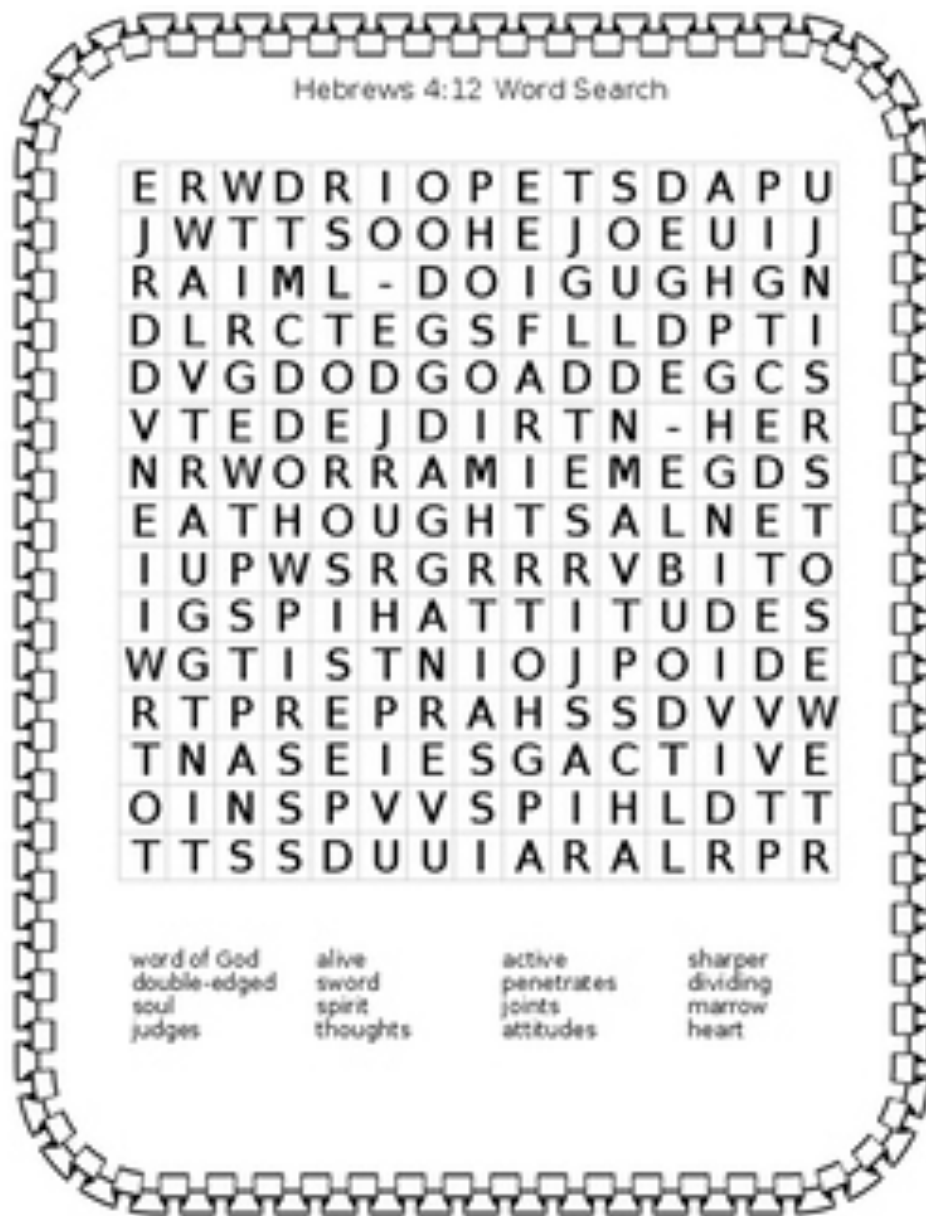 Hebrews 4:12 Word Search
E R W D R I O P E T S D A P U
J W T T S O O H E J O E U I J
R A I M L - D O I G U G H G N
D L R C T E G S F L L D P T I
D V G D O D G O A D D E G C S
V T E D E J D I R T N - H E R
N R W O R R A M I E M E G D S
E A T H O U G H T S A L N E T
I U P W S R G R R R V B I T O
I G S P I H A T T I T U D E S
W G T I S T N I O J P O I D E
R T P R E P R A H S S D V V W
T N A S E I E S G A C T I V E
O I N S P V V S P I H L D T T
T T S S D U U I A R A L R P R
word of God alive active sharper
double-edged sword penetrates dividing
soul spirit joints marrow
judges thoughts attitudes heart